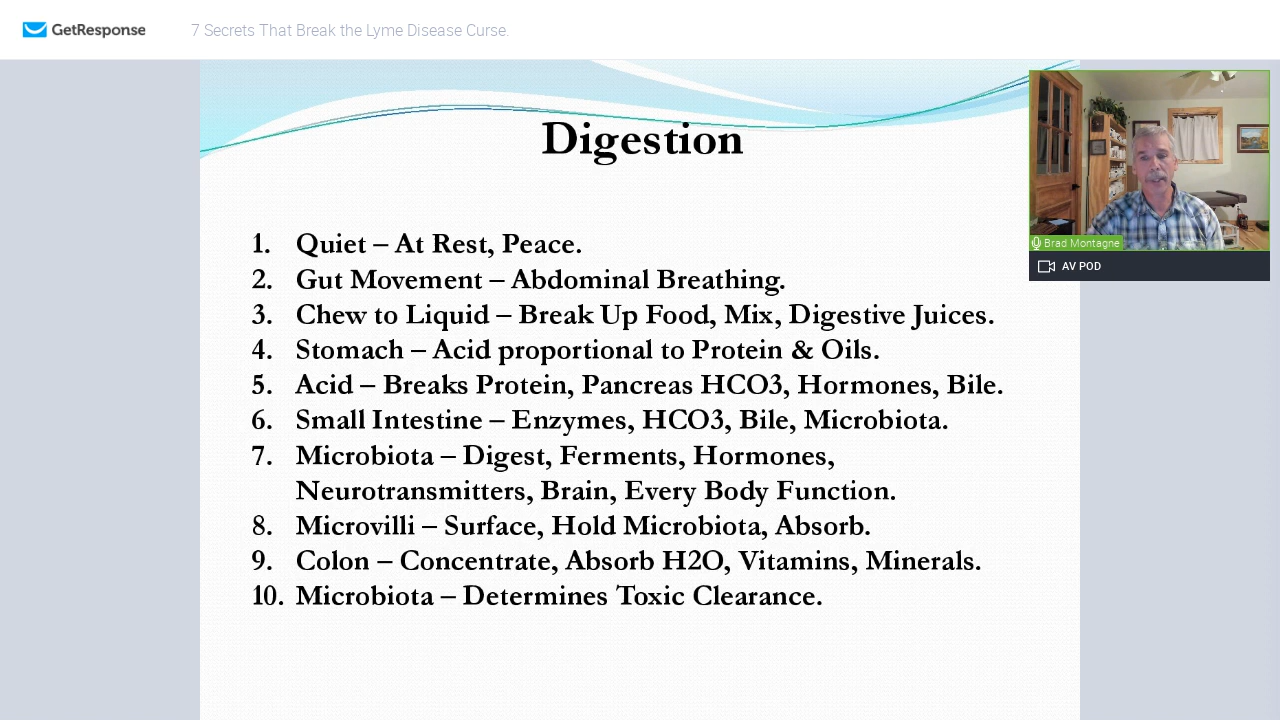 GetResponse
7 Secrets That Break the Lyme Disease Curse.
Digestion
1. Quiet – At Rest, Peace.
2. Gut Movement – Abdominal Breathing.
3. Chew to Liquid – Break Up Food, Mix, Digestive Juices.
4. Stomach – Acid proportional to Protein & Oils.
5. Acid – Breaks Protein, Pancreas HCO3, Hormones, Bile.
6. Small Intestine – Enzymes, HCO3, Bile, Microbiota.
7. Microbiota – Digest, Ferments, Hormones,
Neurotransmitters, Brain, Every Body Function.
8. Microvilli – Surface, Hold Microbiota, Absorb.
9. Colon – Concentrate, Absorb H2O, Vitamins, Minerals.
10. Microbiota – Determines Toxic Clearance.
Brad Montagne
AV POD